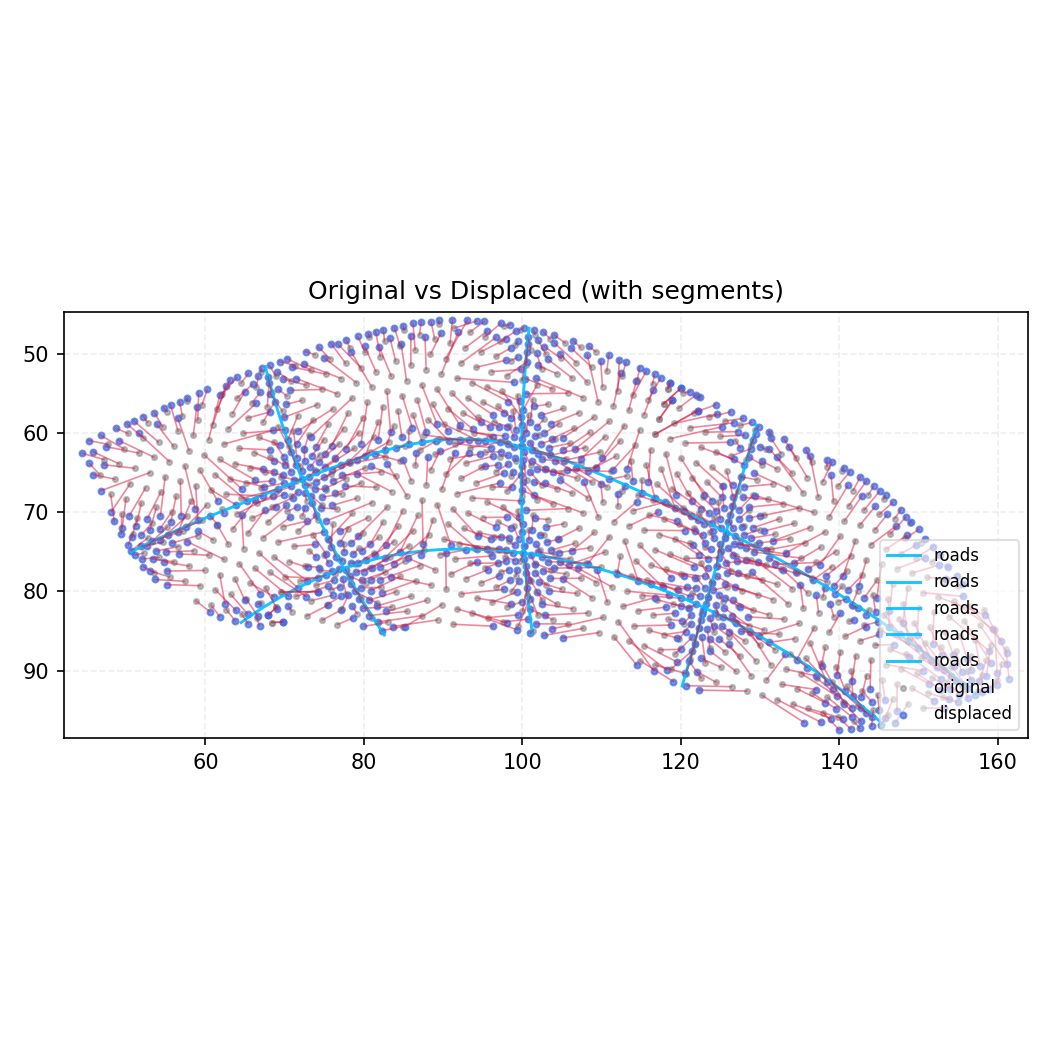 Original vs Displaced (with segments)
50
60
70
80
90
60
80
100
120
140
160
roads
roads
roads
roads
roads
original
displaced